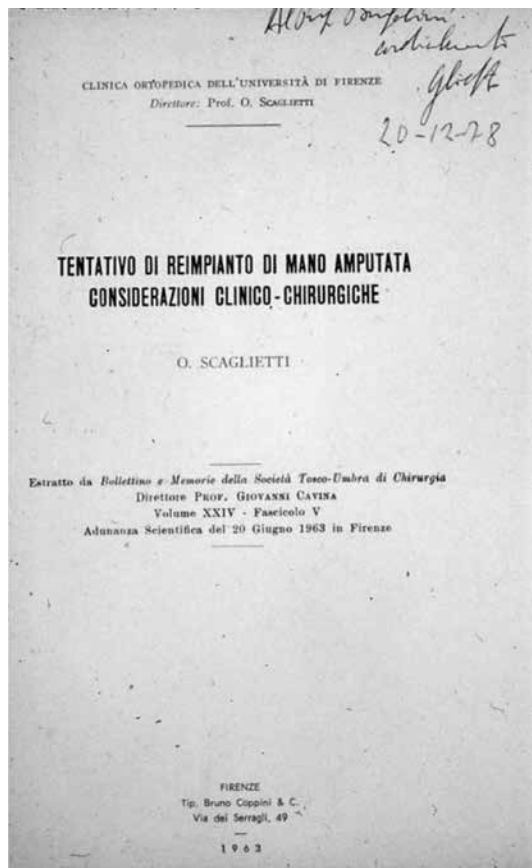 cordialmente
20-12-78
CLINICA ORTOPEDICA DELL'UNIVERSITÀ DI FIRENZE
Direttore: Prof. O. SCAGLIETTI
TENTATIVO DI REIMPIANTO DI MANO AMPUTATA
CONSIDERAZIONI CLINICO-CHIRURGICHE
O. SCAGLIETTI
Estratto da Bollettino e Memorie della Società Tosco-Umbra di Chirurgia
Direttore PROF. GIOVANNI CAVINA
Volume XXIV - Fascicolo V
Adunanza Scientifica del 20 Giugno 1963 in Firenze
FIRENZE
Tip. Bruno Coppini & C.
Via dei Serragli, 49
1963